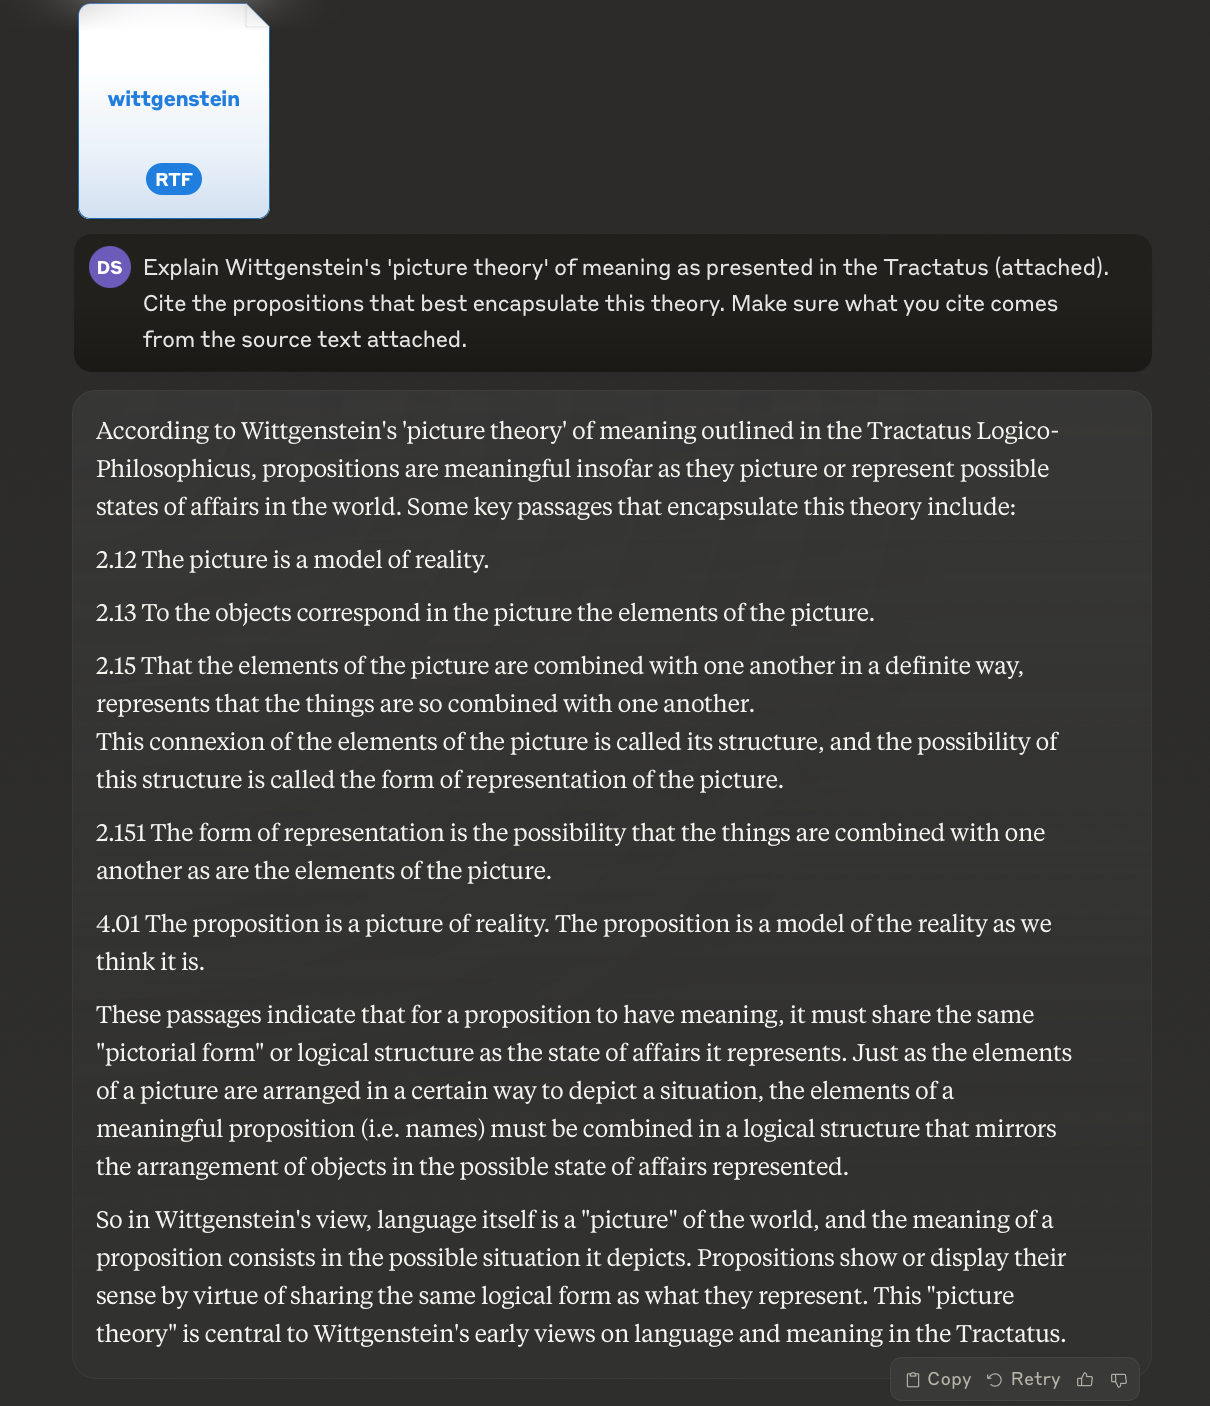 wittgenstein
RTF
DS
Explain Wittgenstein's 'picture theory' of meaning as presented in the Tractatus (attached).
Cite the propositions that best encapsulate this theory. Make sure what you cite comes
from the source text attached.
According to Wittgenstein's 'picture theory' of meaning outlined in the Tractatus Logico-
Philosophicus, propositions are meaningful insofar as they picture or represent possible
states of affairs in the world. Some key passages that encapsulate this theory include:
2.12 The picture is a model of reality.
2.13 To the objects correspond in the picture the elements of the picture.
2.15 That the elements of the picture are combined with one another in a definite way,
represents that the things are so combined with one another.
This connexion of the elements of the picture is called its structure, and the possibility of
this structure is called the form of representation of the picture.
2.151 The form of representation is the possibility that the things are combined with one
another as are the elements of the picture.
4.01 The proposition is a picture of reality. The proposition is a model of the reality as we
think it is.
These passages indicate that for a proposition to have meaning, it must share the same
"pictorial form" or logical structure as the state of affairs it represents. Just as the elements
of a picture are arranged in a certain way to depict a situation, the elements of a
meaningful proposition (i.e. names) must be combined in a logical structure that mirrors
the arrangement of objects in the possible state of affairs represented.
So in Wittgenstein's view, language itself is a "picture" of the world, and the meaning of a
proposition consists in the possible situation it depicts. Propositions show or display their
sense by virtue of sharing the same logical form as what they represent. This "picture
theory" is central to Wittgenstein's early views on language and meaning in the Tractatus.
Copy Retry